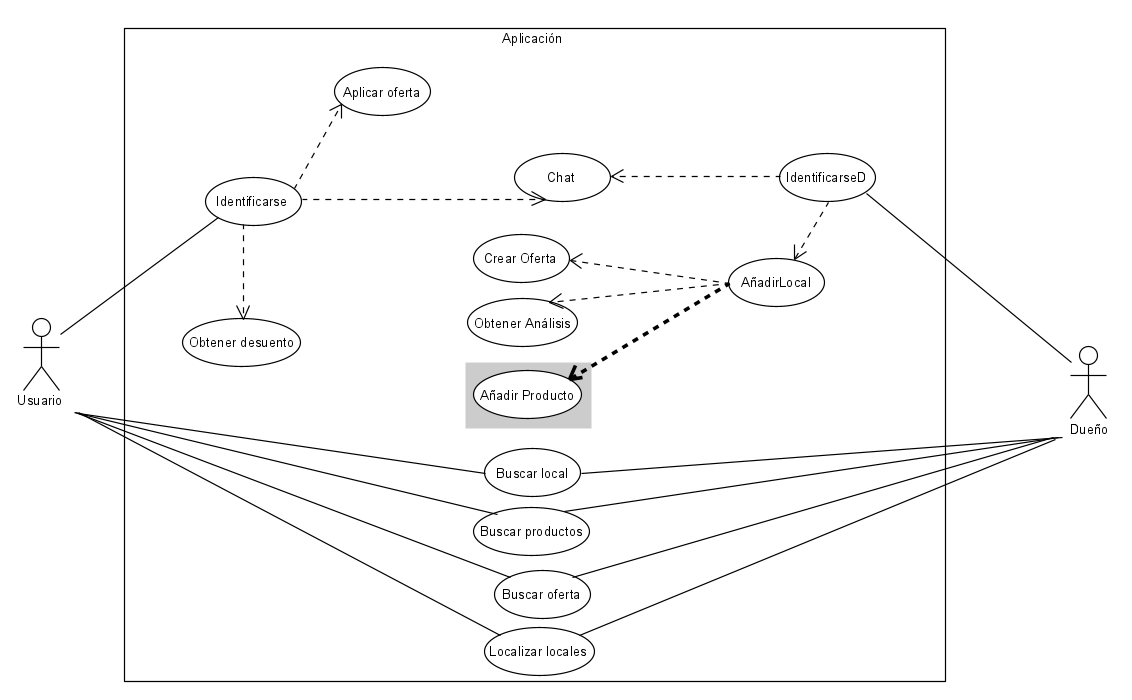 Aplicación
Aplicar oferta
Chat
IdentificarseD
Identificarse
Crear Oferta
AñadirLocal
Obtener Análisis
Obtener desuento
Añadir Producto
Usuario
Dueño
Buscar local
Buscar productos
Buscar oferta
Localizar locales